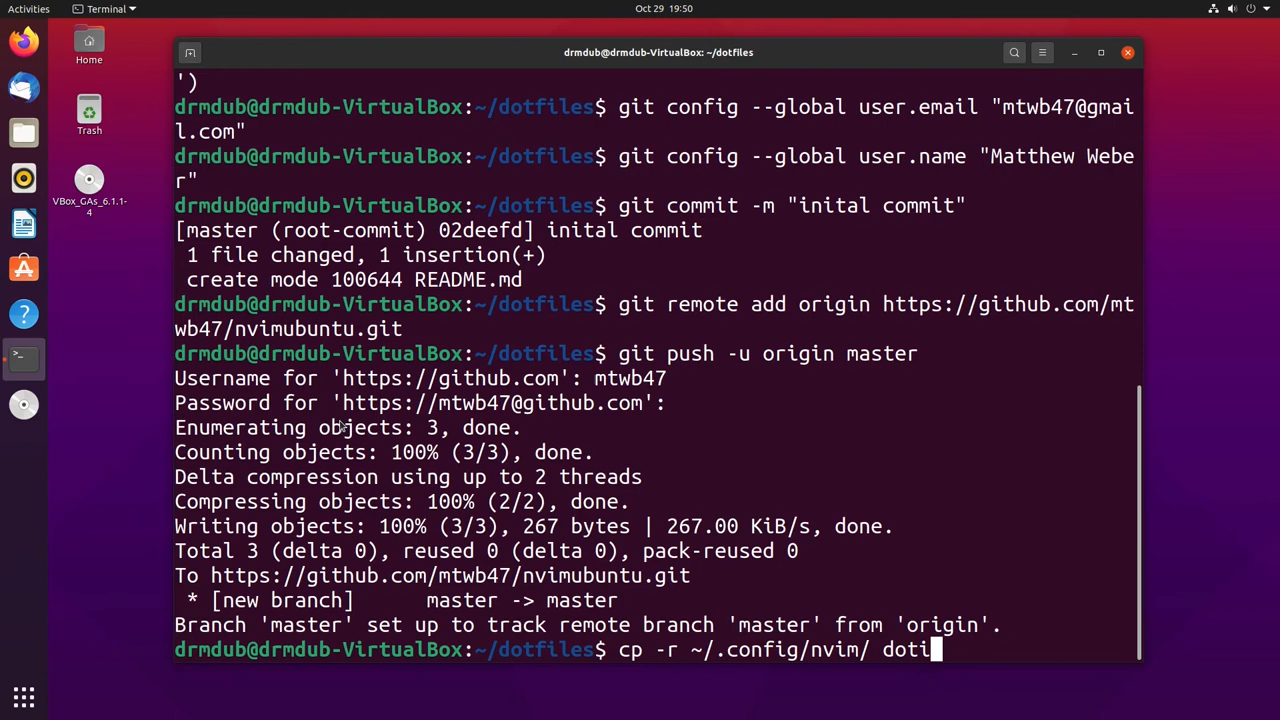 Activities
Terminal
Oct 29 19:50
Home
Trash
VBox_GAs_6.1.1-
4
drmdub@drmdub-VirtualBox: ~/dotfiles
')
drmdub@drmdub-VirtualBox:~/dotfiles$ git config --global user.email "mtwb47@gmai
l.com"
drmdub@drmdub-VirtualBox:~/dotfiles$ git config --global user.name "Matthew Webe
r"
drmdub@drmdub-VirtualBox:~/dotfiles$ git commit -m "inital commit"
[master (root-commit) 02deefd] inital commit
1 file changed, 1 insertion(+)
create mode 100644 README.md
drmdub@drmdub-VirtualBox:~/dotfiles$ git remote add origin https://github.com/mt
wb47/nvimubuntu.git
drmdub@drmdub-VirtualBox:~/dotfiles$ git push -u origin master
Username for 'https://github.com': mtwb47
Password for 'https://mtwb47@github.com':
Enumerating objects: 3, done.
Counting objects: 100% (3/3), done.
Delta compression using up to 2 threads
Compressing objects: 100% (2/2), done.
Writing objects: 100% (3/3), 267 bytes | 267.00 KiB/s, done.
Total 3 (delta 0), reused 0 (delta 0), pack-reused 0
To https://github.com/mtwb47/nvimubuntu.git
* [new branch]      master -> master
Branch 'master' set up to track remote branch 'master' from 'origin'.
drmdub@drmdub-VirtualBox:~/dotfiles$ cp -r ~/.config/nvim/ doti